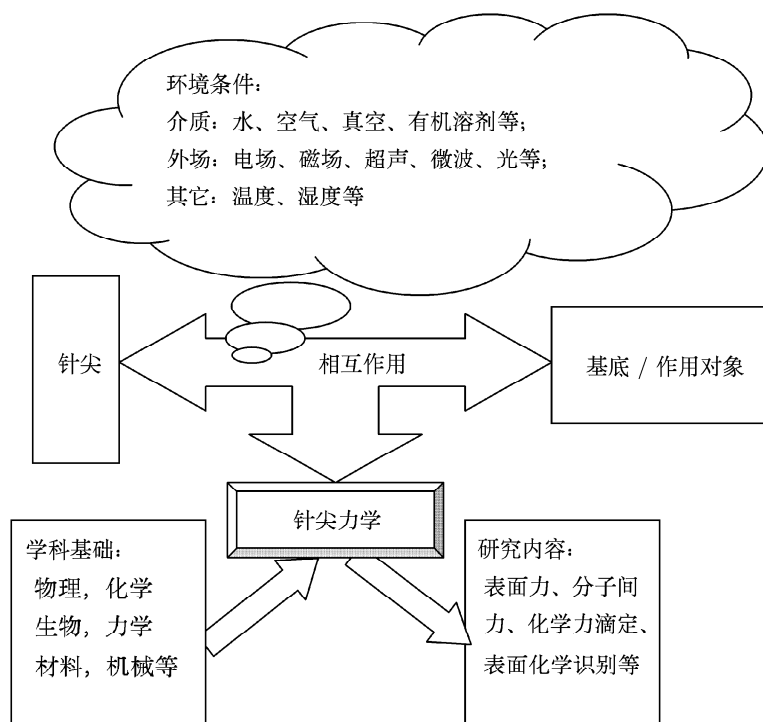 环境条件：
介质：水、空气、真空、有机溶剂等；
外场：电场、磁场、超声、微波、光等；
其它：温度、湿度等
针尖
相互作用
基底 / 作用对象
针尖力学
学科基础：
物理，化学
生物，力学
材料，机械等
研究内容：
表面力、分子间
力、化学力滴定、
表面化学识别等